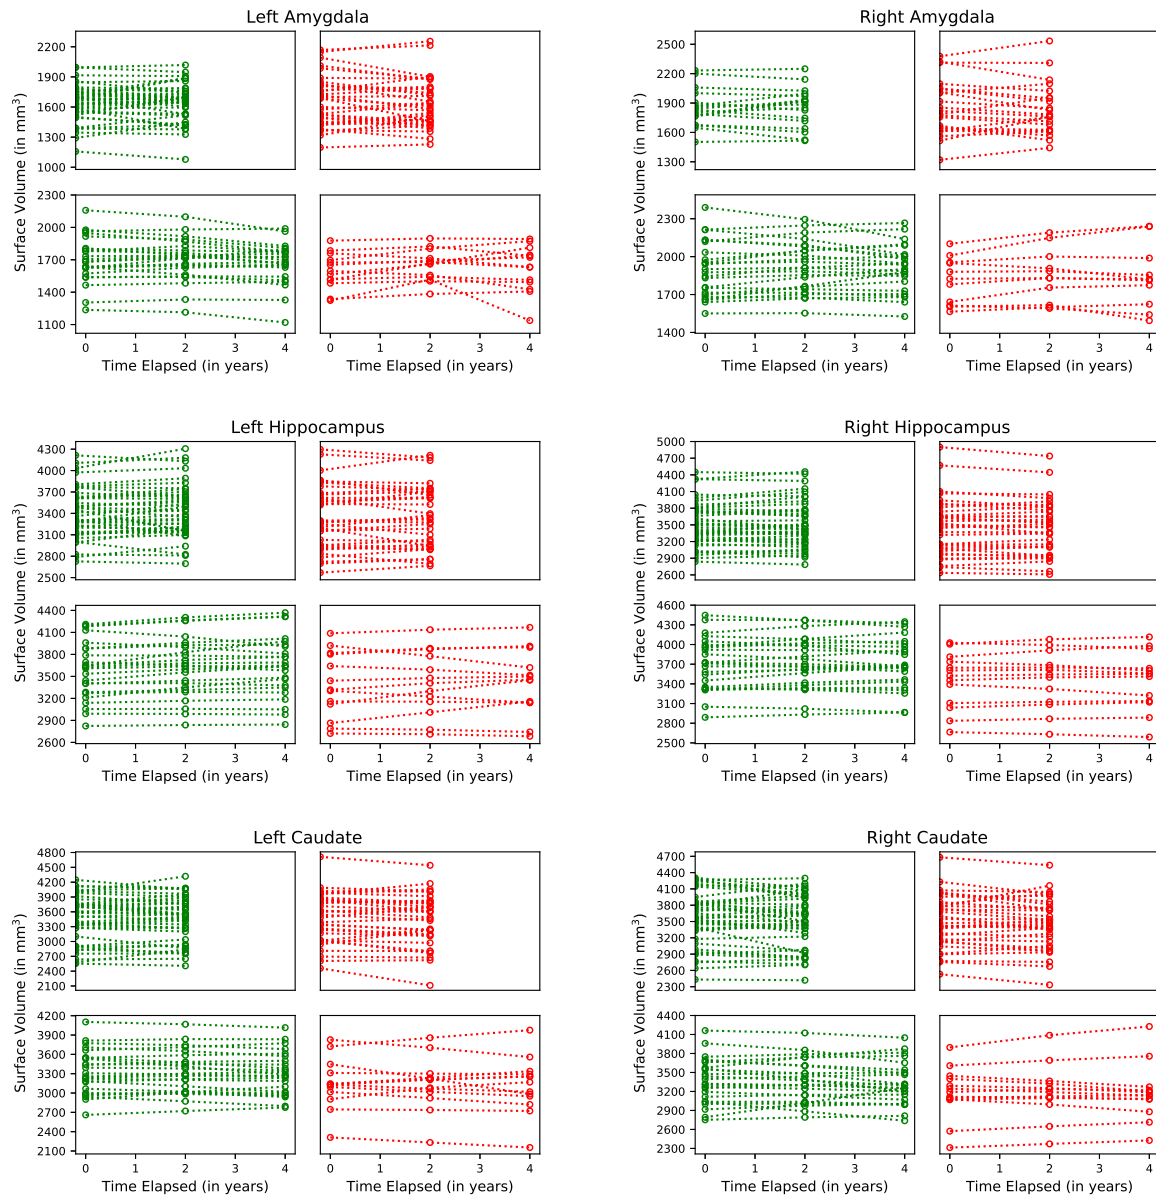 Left Amygdala
Right Amygdala
2200
1900
1600
1300
1000
2500
2200
1900
1600
1300
Surface Volume (in mm³)
Surface Volume (in mm³)
2300
2000
1700
1400
1100
2300
2000
1700
1400
0 1 2 3 4
0 1 2 3 4
0 1 2 3 4
0 1 2 3 4
Time Elapsed (in years)
Time Elapsed (in years)
Time Elapsed (in years)
Time Elapsed (in years)
Left Hippocampus
Right Hippocampus
4300
4000
3700
3400
3100
2800
2500
5000
4700
4400
4100
3800
3500
3200
2900
2600
Surface Volume (in mm³)
Surface Volume (in mm³)
4400
4100
3800
3500
3200
2900
2600
4600
4300
4000
3700
3400
3100
2800
2500
0 1 2 3 4
0 1 2 3 4
0 1 2 3 4
0 1 2 3 4
Time Elapsed (in years)
Time Elapsed (in years)
Time Elapsed (in years)
Time Elapsed (in years)
Left Caudate
Right Caudate
4800
4500
4200
3900
3600
3300
3000
2700
2400
2100
4700
4400
4100
3800
3500
3200
2900
2600
2300
Surface Volume (in mm³)
Surface Volume (in mm³)
4200
3900
3600
3300
3000
2700
2400
2100
4400
4100
3800
3500
3200
2900
2600
2300
0 1 2 3 4
0 1 2 3 4
0 1 2 3 4
0 1 2 3 4
Time Elapsed (in years)
Time Elapsed (in years)
Time Elapsed (in years)
Time Elapsed (in years)